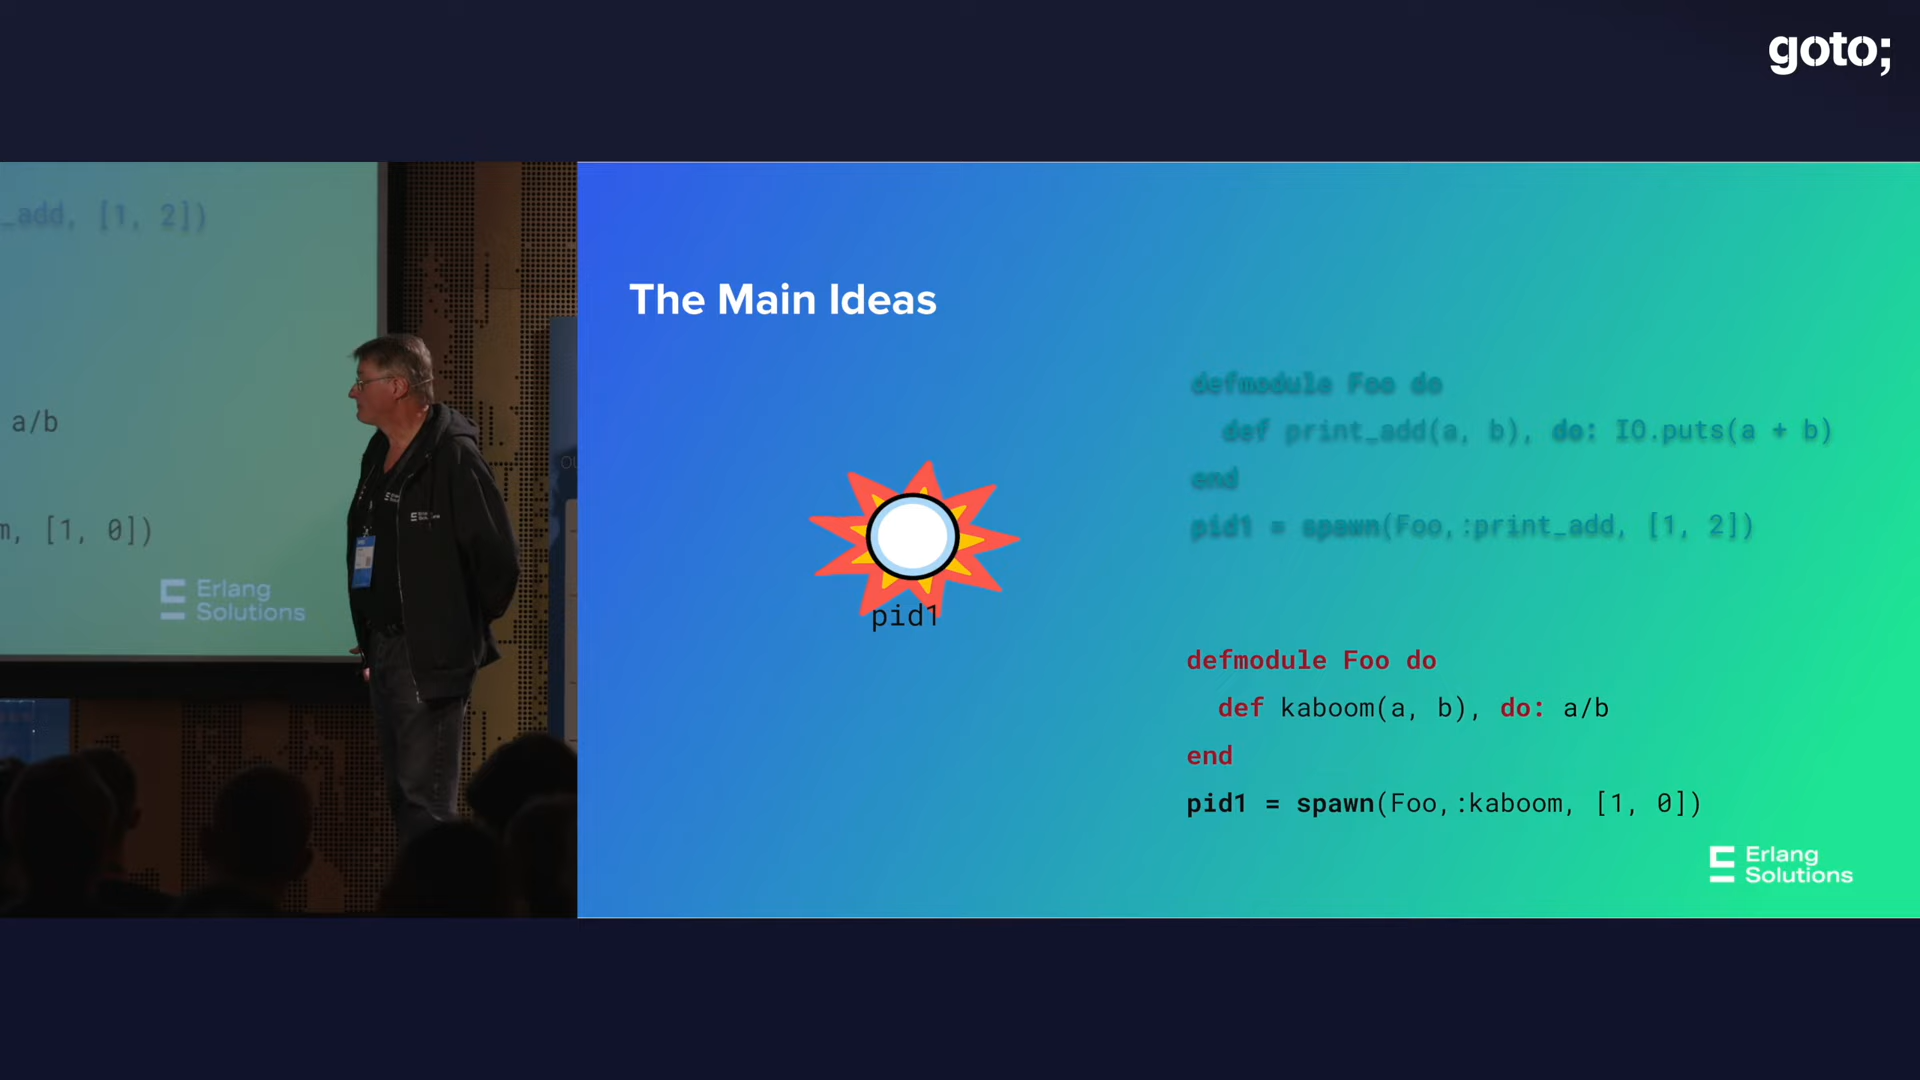 goto;
_add, [1, 2])
a/b
m, [1, 0])
Erlang
Solutions
The Main Ideas
defmodule Foo do
def print_add(a, b), do: IO.puts(a + b)
end
pid1 = spawn(Foo,:print_add, [1, 2])
pid1
defmodule Foo do
def kaboom(a, b), do: a/b
end
pid1 = spawn(Foo,:kaboom, [1, 0])
Erlang
Solutions